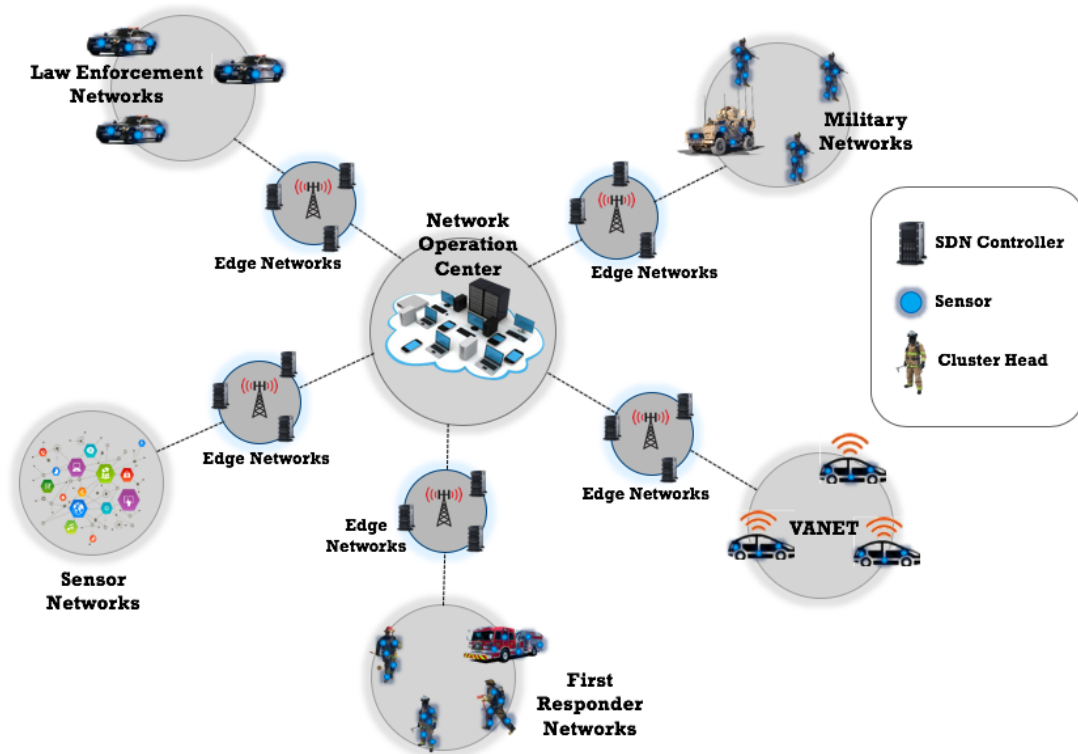 Law Enforcement
Networks
Military
Networks
Network
Operation
Center
Edge Networks
Edge Networks
SDN Controller
Sensor
Cluster Head
Edge Networks
Edge Networks
Edge
Networks
VANET
Sensor
Networks
First
Responder
Networks